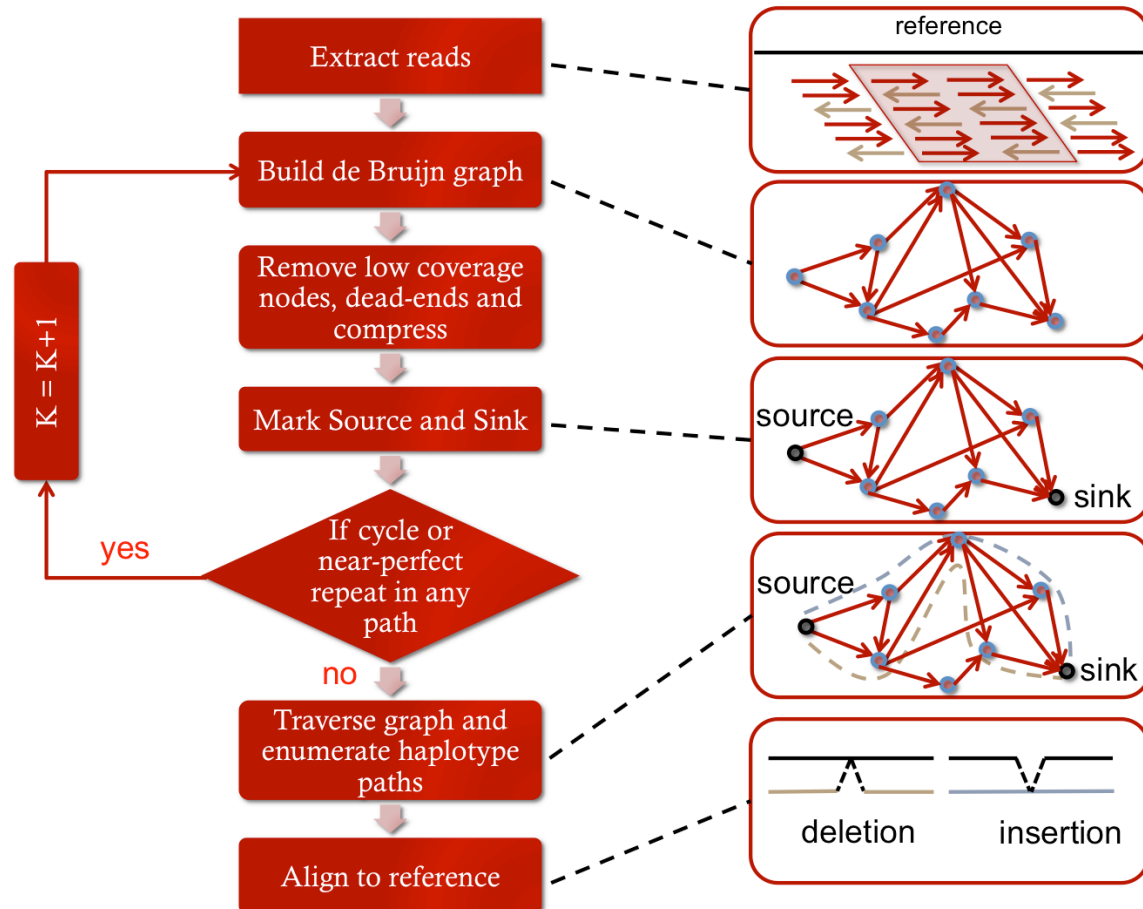 Extract reads
Build de Bruijn graph
Remove low coverage
nodes, dead-ends and
compress
K = K+1
Mark Source and Sink
If cycle or
near-perfect
repeat in any
path
yes
no
Traverse graph and
enumerate haplotype
paths
Align to reference
reference
source
sink
source
sink
deletion
insertion